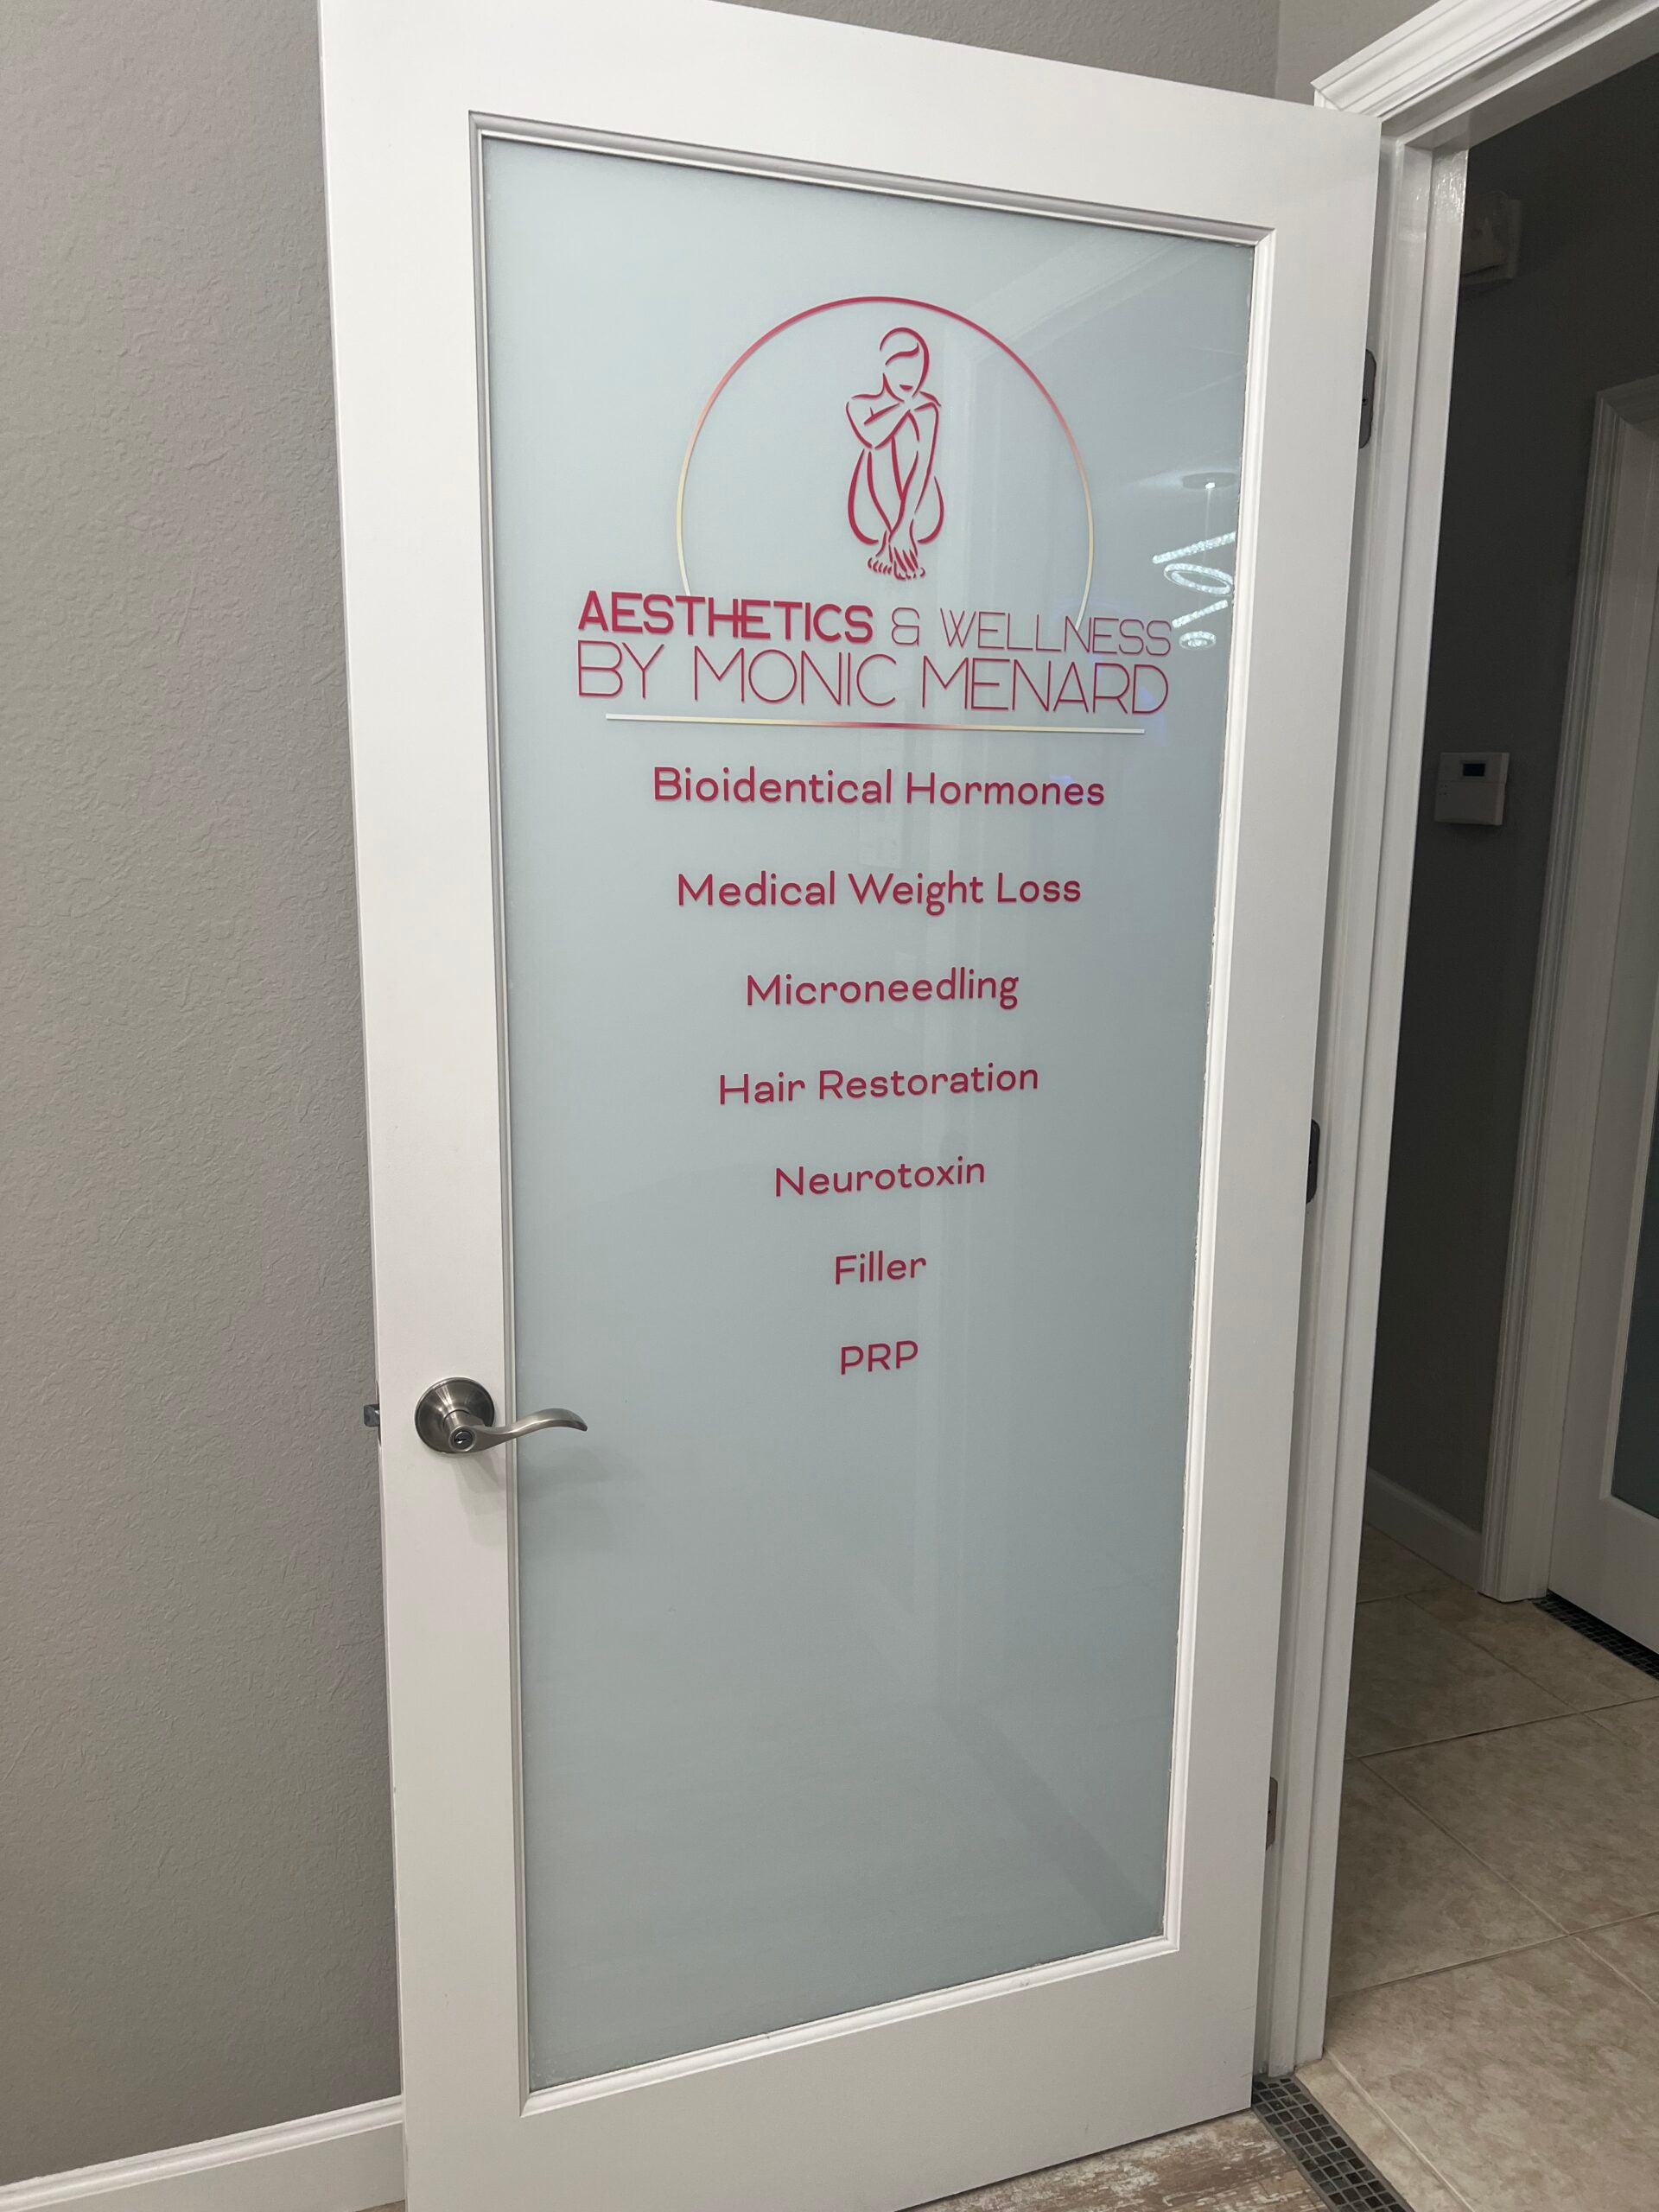 AESTHETICS & WELLNESS
BY MONIC MENARD
Bioidentical Hormones
Medical Weight Loss
Microneedling
Hair Restoration
Neurotoxin
Filler
PRP